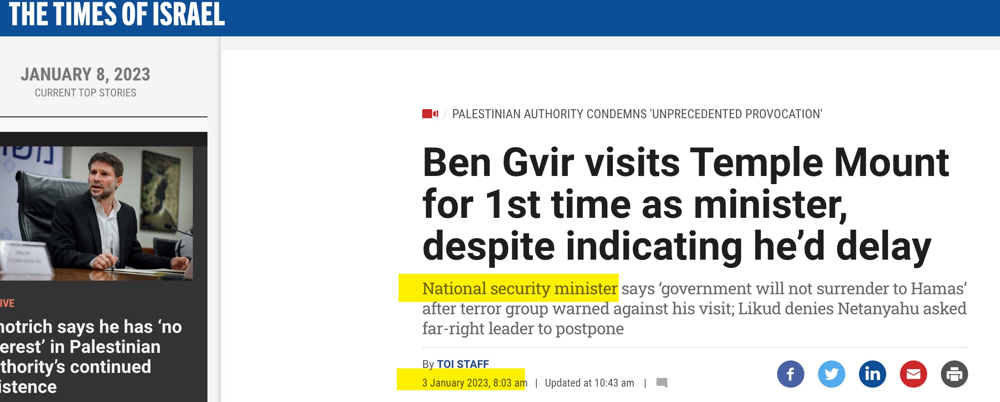 THE TIMES OF ISRAEL
JANUARY 8, 2023
CURRENT TOP STORIES
IVE
notrich says he has ‘no
erest’ in Palestinian
thority’s continued
istence
PALESTINIAN AUTHORITY CONDEMNS 'UNPRECEDENTED PROVOCATION'
Ben Gvir visits Temple Mount
for 1st time as minister,
despite indicating he’d delay
National security minister says ‘government will not surrender to Hamas’
after terror group warned against his visit; Likud denies Netanyahu asked
far-right leader to postpone
By TOI STAFF
3 January 2023, 8:03 am | Updated at 10:43 am |